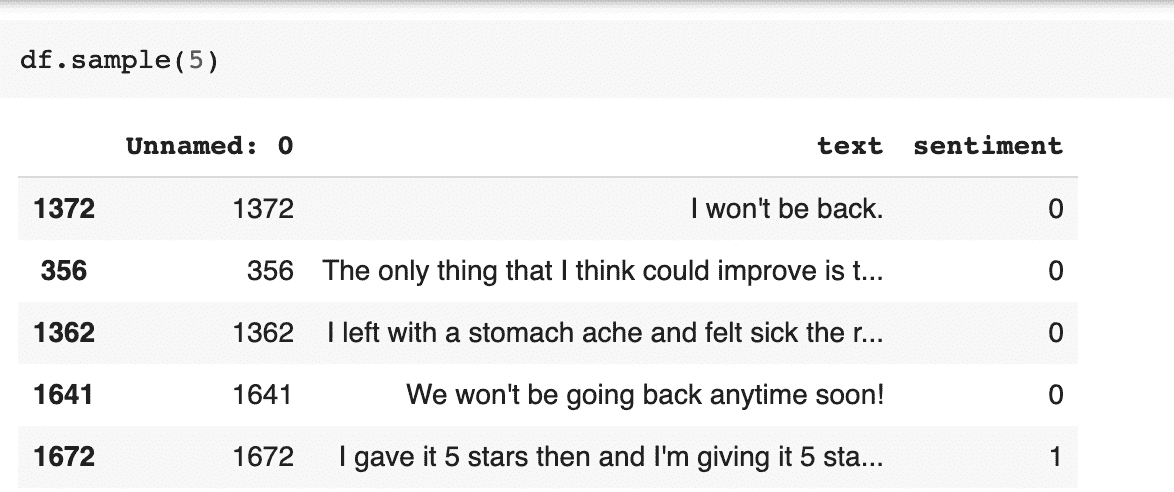 df.sample(5)
Unnamed: 0 text sentiment
1372 1372 I won't be back. 0
356 356 The only thing that I think could improve is t... 0
1362 1362 I left with a stomach ache and felt sick the r... 0
1641 1641 We won't be going back anytime soon! 0
1672 1672 I gave it 5 stars then and I'm giving it 5 sta... 1